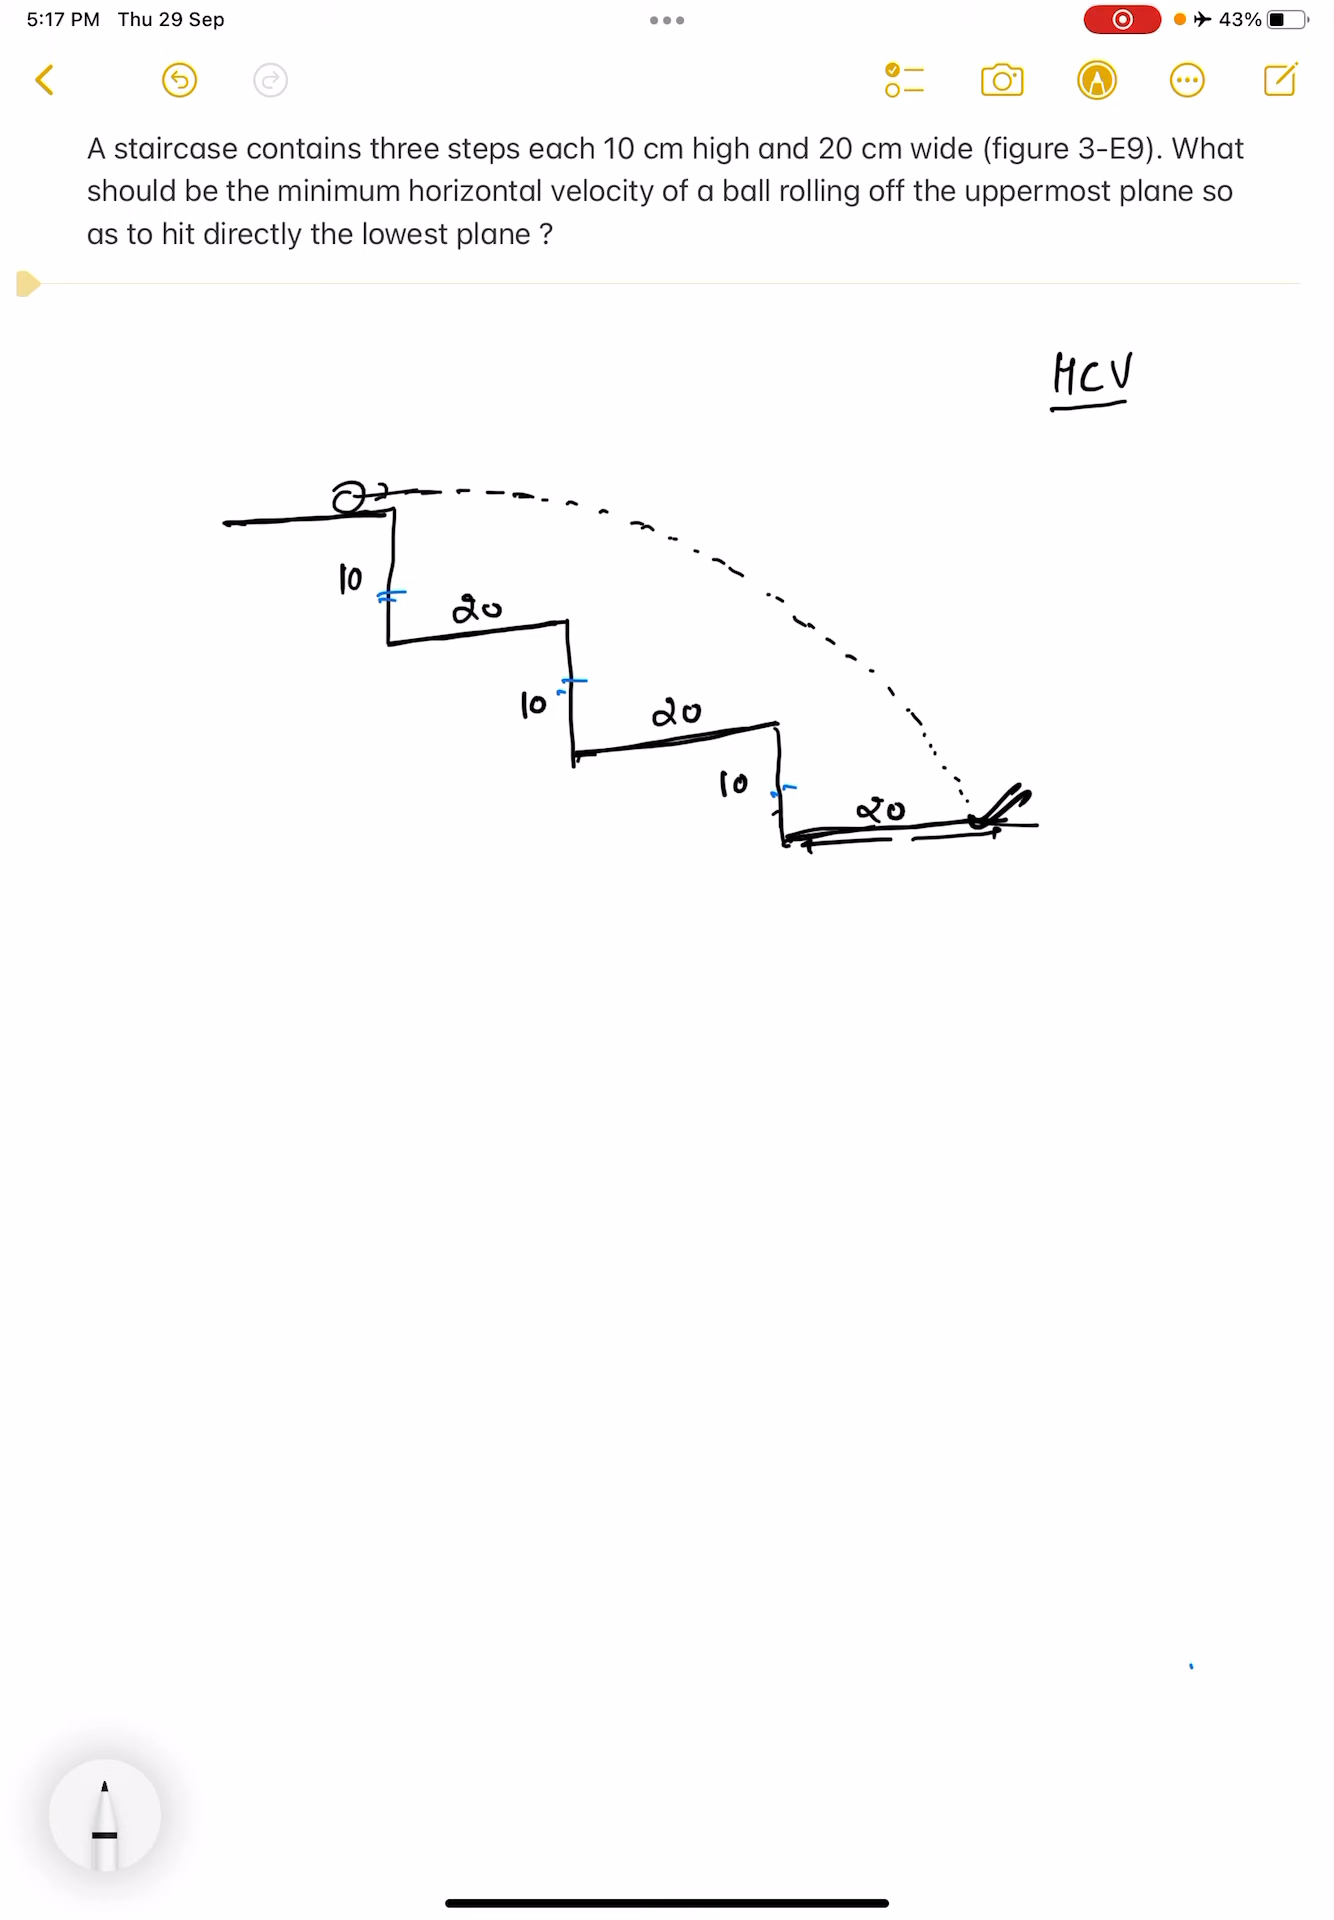 5:17 PM Thu 29 Sep
43%
A staircase contains three steps each 10 cm high and 20 cm wide (figure 3-E9). What
should be the minimum horizontal velocity of a ball rolling off the uppermost plane so
as to hit directly the lowest plane ?
HCV
10
20
10
20
10
20